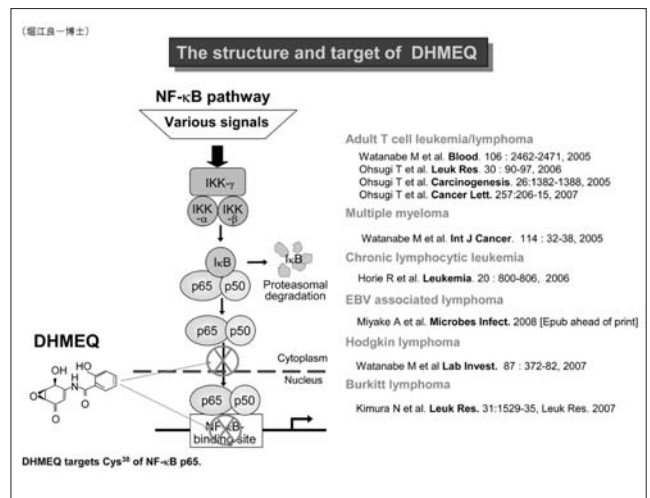 （堀江良一博士）
The structure and target of DHMEQ
NF-κB pathway
Various signals
IKK-γ
IKK
-α
IKK
-β
IκB
p65
p50
IκB
Proteasomal
degradation
p65
p50
Cytoplasm
Nucleus
p65
p50
NF-κB-
binding site
DHMEQ
OH
HO
N
H
O
O
O
DHMEQ targets Cys³⁸ of NF-κB p65.
Adult T cell leukemia/lymphoma
Watanabe M et al. Blood. 106 : 2462-2471, 2005
Ohsugi T et al. Leuk Res. 30 : 90-97, 2006
Ohsugi T et al. Carcinogenesis. 26:1382-1388, 2005
Ohsugi T et al. Cancer Lett. 257:206-15, 2007
Multiple myeloma
Watanabe M et al. Int J Cancer. 114 : 32-38, 2005
Chronic lymphocytic leukemia
Horie R et al. Leukemia. 20 : 800-806, 2006
EBV associated lymphoma
Miyake A et al. Microbes Infect. 2008 [Epub ahead of print]
Hodgkin lymphoma
Watanabe M et al Lab Invest. 87 : 372-82, 2007
Burkitt lymphoma
Kimura N et al. Leuk Res. 31:1529-35, Leuk Res. 2007